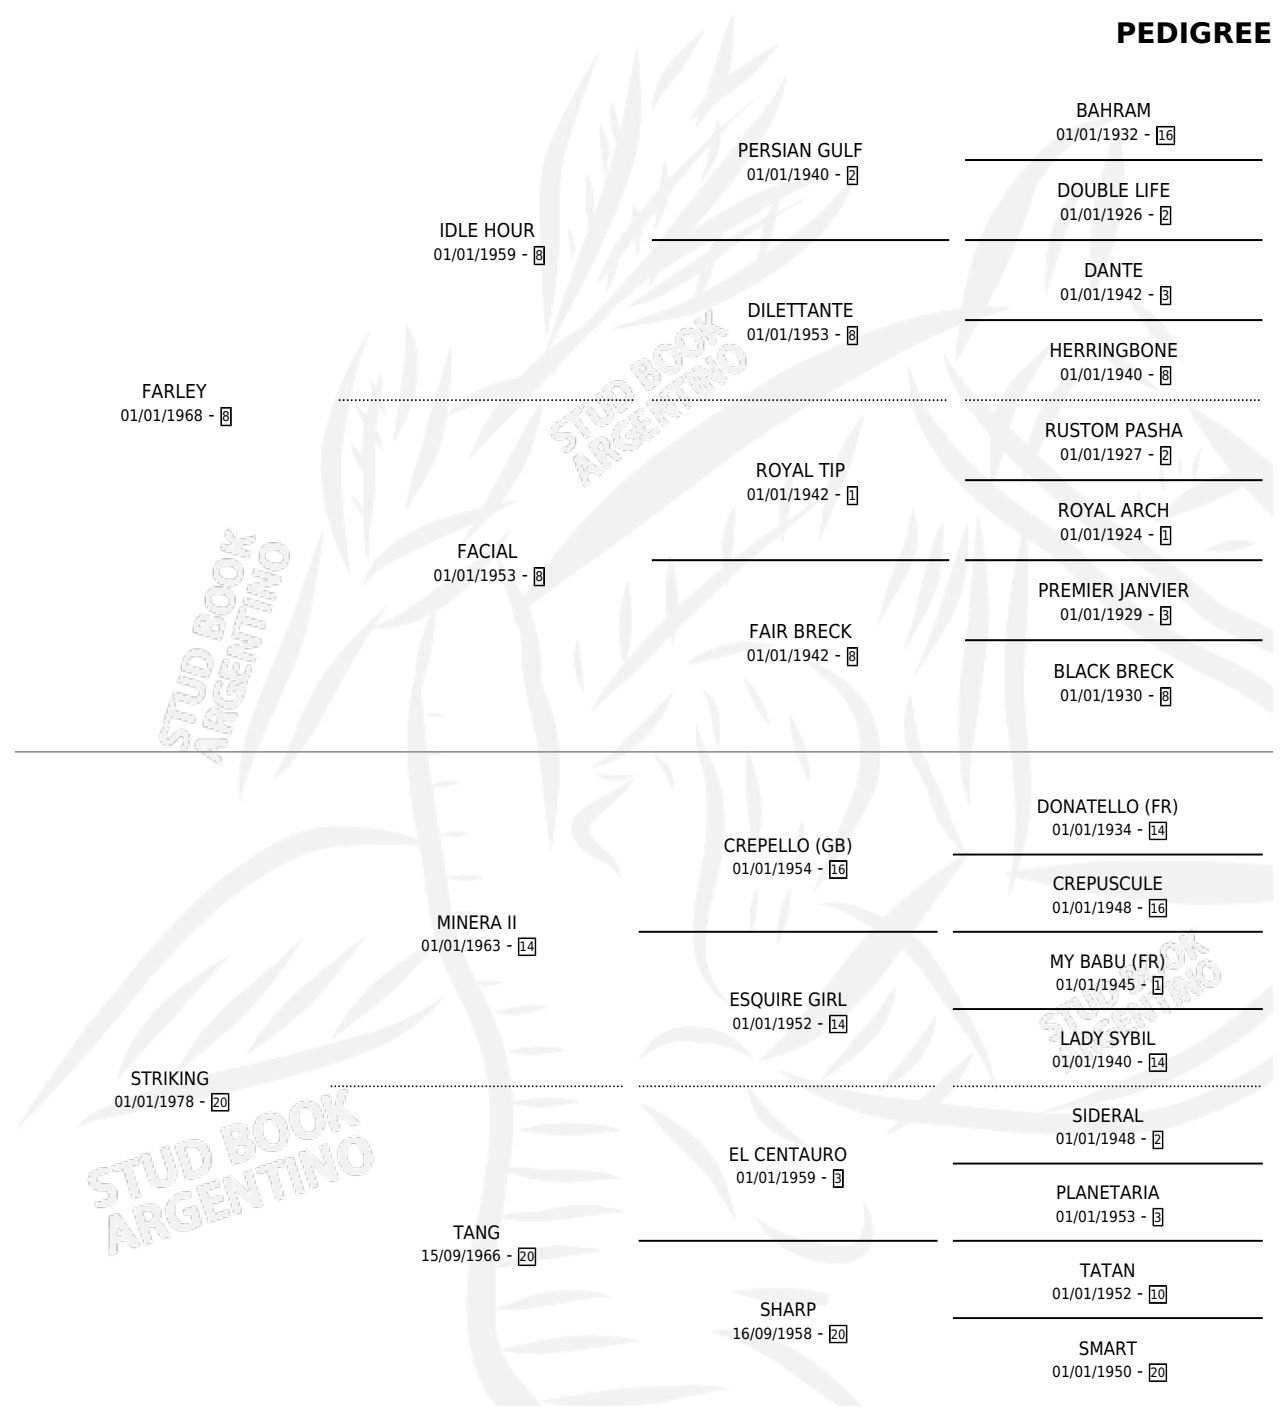 PEDIGREE
BAHRAM
01/01/1932 - 16
PERSIAN GULF
01/01/1940 - 2
DOUBLE LIFE
01/01/1926 - 2
IDLE HOUR
01/01/1959 - 8
DANTE
01/01/1942 - 3
DILETTANTE
01/01/1953 - 8
HERRINGBONE
01/01/1940 - 8
FARLEY
01/01/1968 - 8
RUSTOM PASHA
01/01/1927 - 2
ROYAL TIP
01/01/1942 - 1
ROYAL ARCH
01/01/1924 - 1
FACIAL
01/01/1953 - 8
PREMIER JANVIER
01/01/1929 - 3
FAIR BRECK
01/01/1942 - 8
BLACK BRECK
01/01/1930 - 8
DONATELLO (FR)
01/01/1934 - 14
CREPELLO (GB)
01/01/1954 - 16
CREPUSCULE
01/01/1948 - 16
MINERA II
01/01/1963 - 14
MY BABU (FR)
01/01/1945 - 1
ESQUIRE GIRL
01/01/1952 - 14
LADY SYBIL
01/01/1940 - 14
STRIKING
01/01/1978 - 20
SIDERAL
01/01/1948 - 2
EL CENTAURO
01/01/1959 - 3
PLANETARIA
01/01/1953 - 3
TANG
15/09/1966 - 20
TATAN
01/01/1952 - 10
SHARP
16/09/1958 - 20
SMART
01/01/1950 - 20
STUD BOOK
ARGENTINO
STUD BOOK
ARGENTINO
STUD BOOK
ARGENTINO
STUD BOOK
ARGENTINO